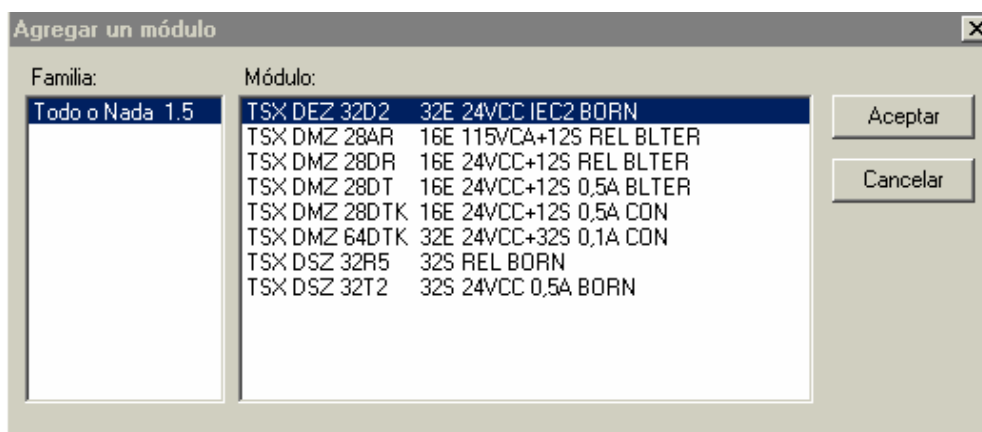 Agregar un módulo
Familia:
Módulo:
Todo o Nada 1.5
TSX DEZ 32D2 32E 24VCC IEC2 BORN
TSX DMZ 28AR 16E 115VCA+12S REL BLTER
TSX DMZ 28DR 16E 24VCC+12S REL BLTER
TSX DMZ 28DT 16E 24VCC+12S 0,5A BLTER
TSX DMZ 28DTK 16E 24VCC+12S 0,5A CON
TSX DMZ 64DTK 32E 24VCC+32S 0,1A CON
TSX DSZ 32R5 32S REL BORN
TSX DSZ 32T2 32S 24VCC 0,5A BORN
Aceptar
Cancelar